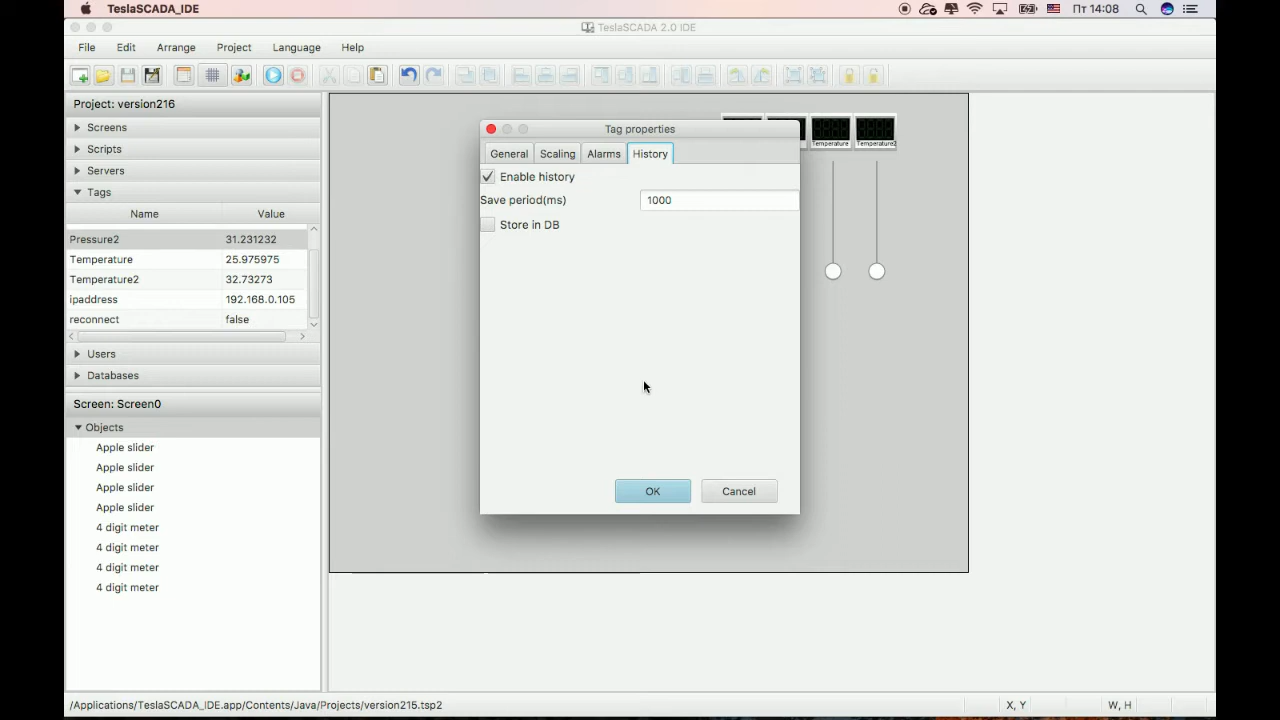 TeslaSCADA_IDE
Пт 14:08
TeslaSCADA 2.0 IDE
File Edit Arrange Project Language Help
Project: version216
Screens
Scripts
Servers
Tags
Name Value
Pressure2 31.231232
Temperature 25.975975
Temperature2 32.73273
ipaddress 192.168.0.105
reconnect false
Users
Databases
Screen: Screen0
Objects
Apple slider
Apple slider
Apple slider
Apple slider
4 digit meter
4 digit meter
4 digit meter
4 digit meter
Temperature Temperature2
Tag properties
General Scaling Alarms History
Enable history
Save period(ms) 1000
Store in DB
OK Cancel
/Applications/TeslaSCADA_IDE.app/Contents/Java/Projects/version215.tsp2
X, Y W, H